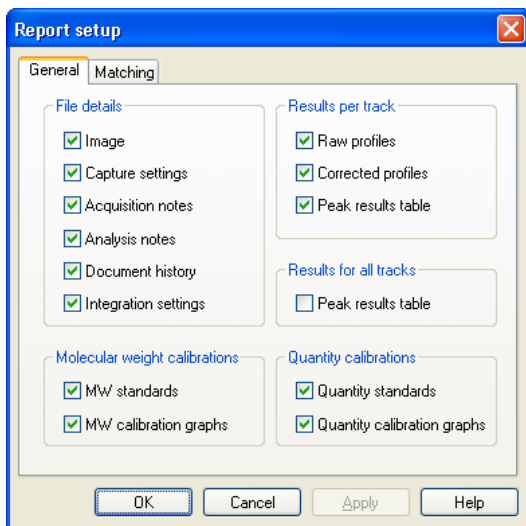 Report setup
General
Matching
File details
Image
Capture settings
Acquisition notes
Analysis notes
Document history
Integration settings
Results per track
Raw profiles
Corrected profiles
Peak results table
Results for all tracks
Peak results table
Molecular weight calibrations
MW standards
MW calibration graphs
Quantity calibrations
Quantity standards
Quantity calibration graphs
OK
Cancel
Apply
Help